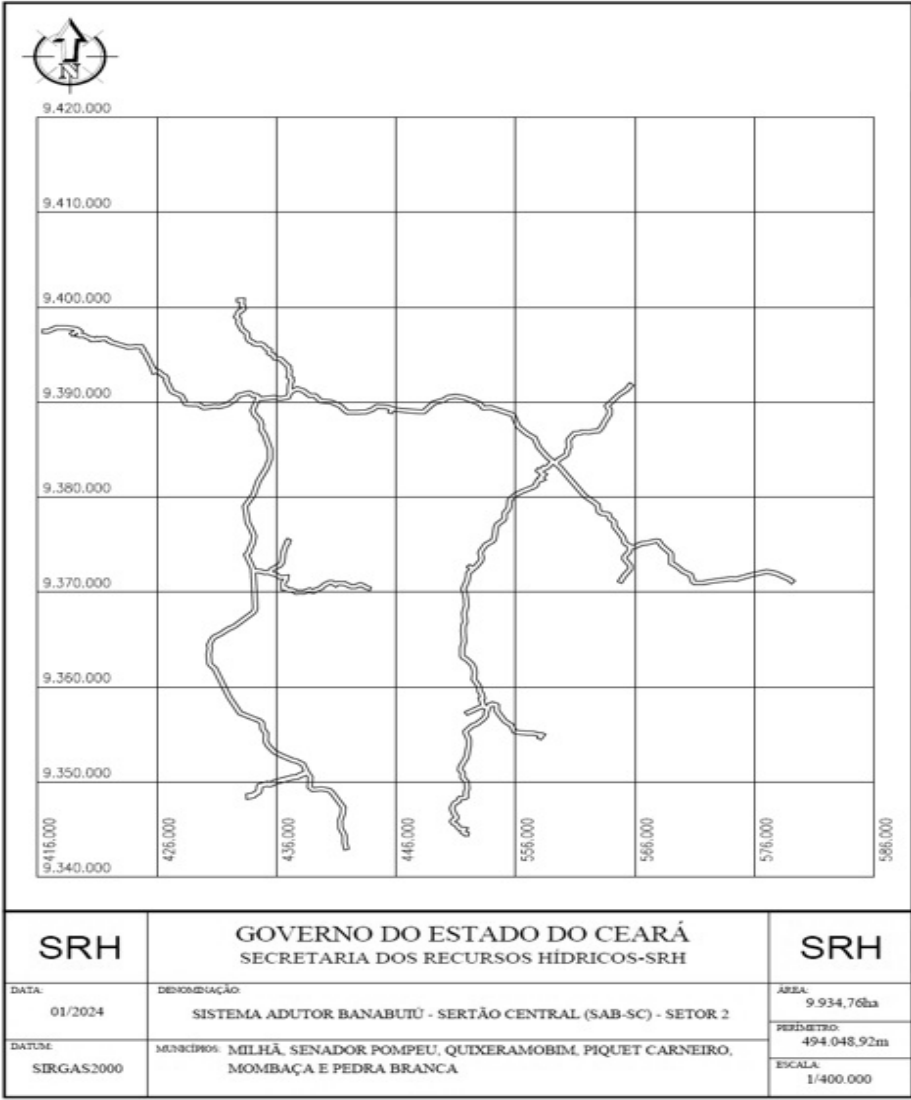 N
9.420.000
9.410.000
9.400.000
9.390.000
9.380.000
9.370.000
9.360.000
9.350.000
9.340.000
416.000
426.000
436.000
446.000
556.000
566.000
576.000
586.000
SRH
GOVERNO DO ESTADO DO CEARÁ
SECRETARIA DOS RECURSOS HÍDRICOS-SRH
SRH
DATA:
01/2024
DENOMINAÇÃO:
SISTEMA ADUTOR BANABUIÚ - SERTÃO CENTRAL (SAB-SC) - SETOR 2
ÁREA:
9.934,76ha
PERÍMETRO:
494.048,92m
DATUM:
SIRGAS2000
MUNICÍPIOS: MILHÃ, SENADOR POMPEU, QUIXERAMOBIM, PIQUET CARNEIRO,
MOMBAÇA E PEDRA BRANCA
ESCALA:
1/400.000